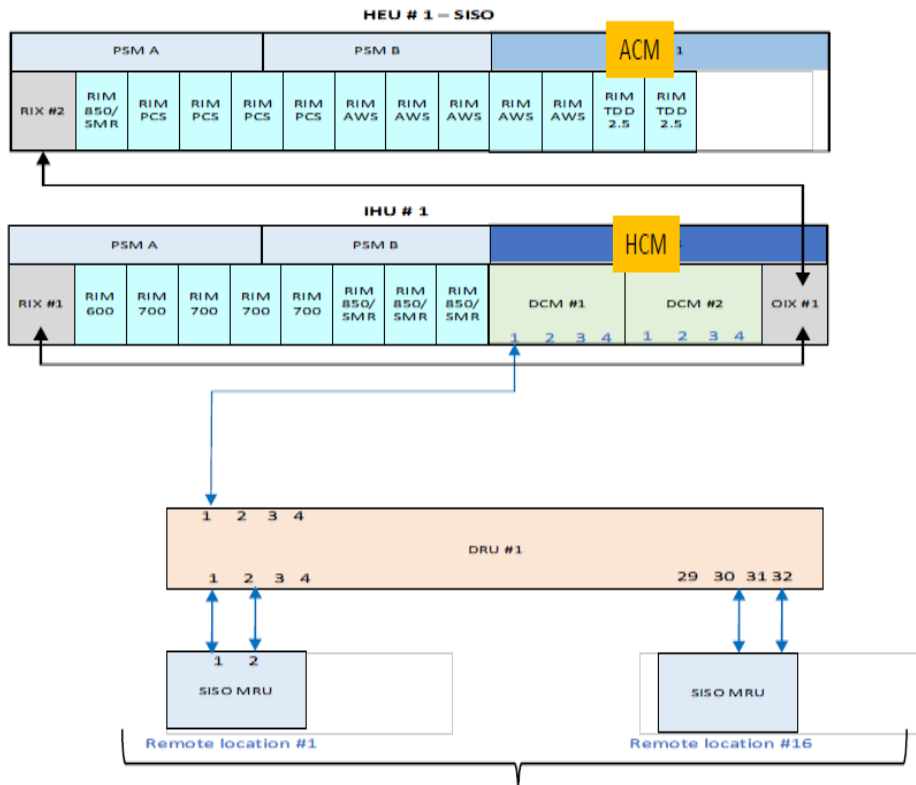 HEU # 1 – SISO
PSM A
PSM B
ACM
1
RIX #2
RIM
850/
SMR
RIM
PCS
RIM
PCS
RIM
PCS
RIM
PCS
RIM
AWS
RIM
AWS
RIM
AWS
RIM
AWS
RIM
AWS
RIM
TDD
2.5
RIM
TDD
2.5
IHU # 1
PSM A
PSM B
HCM
RIX #1
RIM
600
RIM
700
RIM
700
RIM
700
RIM
700
RIM
850/
SMR
RIM
850/
SMR
RIM
850/
SMR
DCM #1
1 2 3 4
DCM #2
1 2 3 4
OIX #1
1 2 3 4
DRU #1
1 2 3 4
29 30 31 32
1 2
SISO MRU
SISO MRU
Remote location #1
Remote location #16